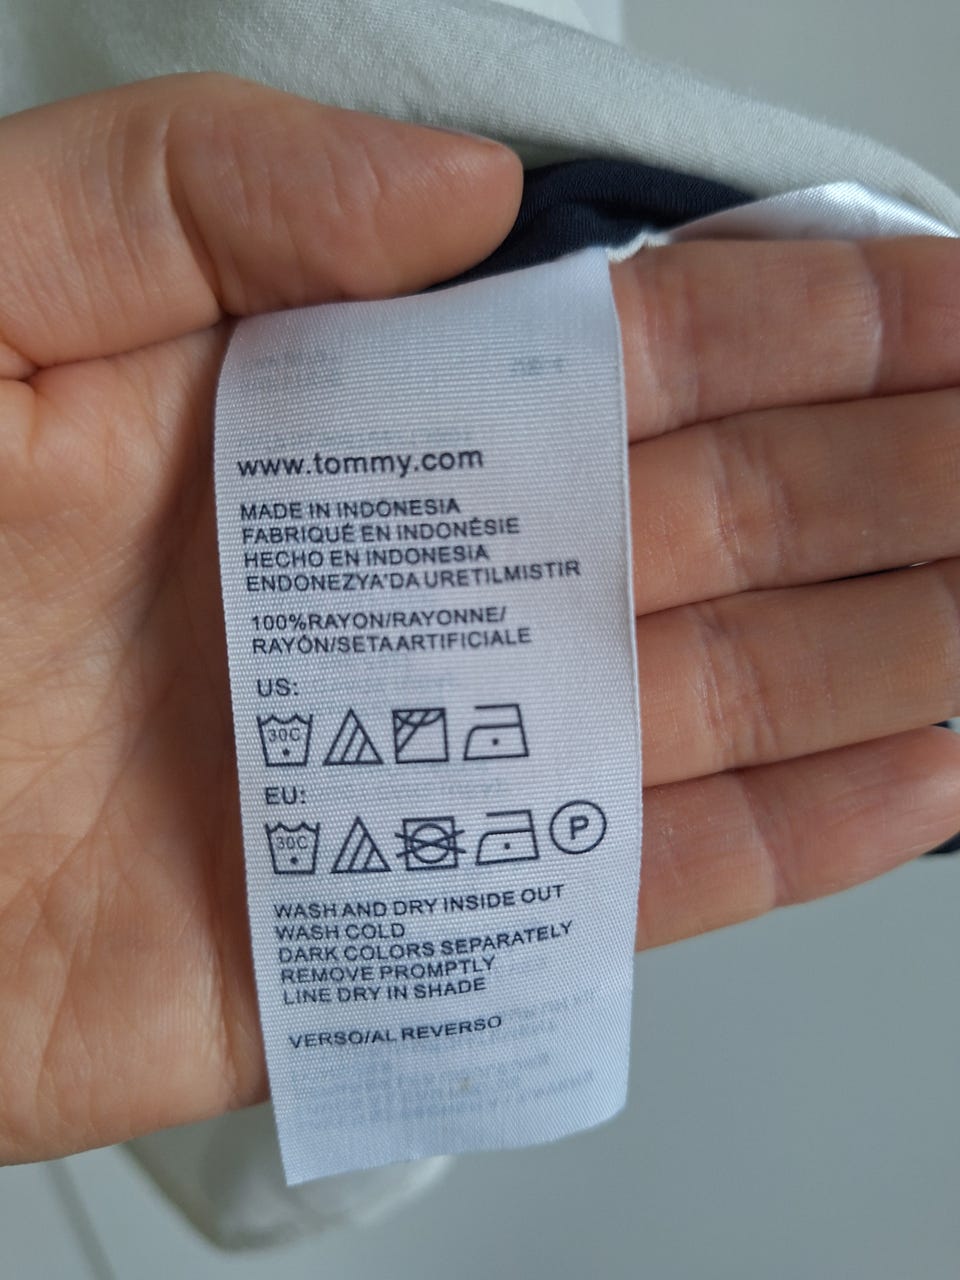 www.tommy.com
MADE IN INDONESIA
FABRIQUÉ EN INDONÉSIE
HECHO EN INDONESIA
ENDONEZYA'DA URETILMISTIR
100%RAYON/RAYONNE/
RAYÓN/SETAARTIFICIALE
US:
30C
EU:
30C
P
WASH AND DRY INSIDE OUT
WASH COLD
DARK COLORS SEPARATELY
REMOVE PROMPTLY
LINE DRY IN SHADE
VERSO/AL REVERSO